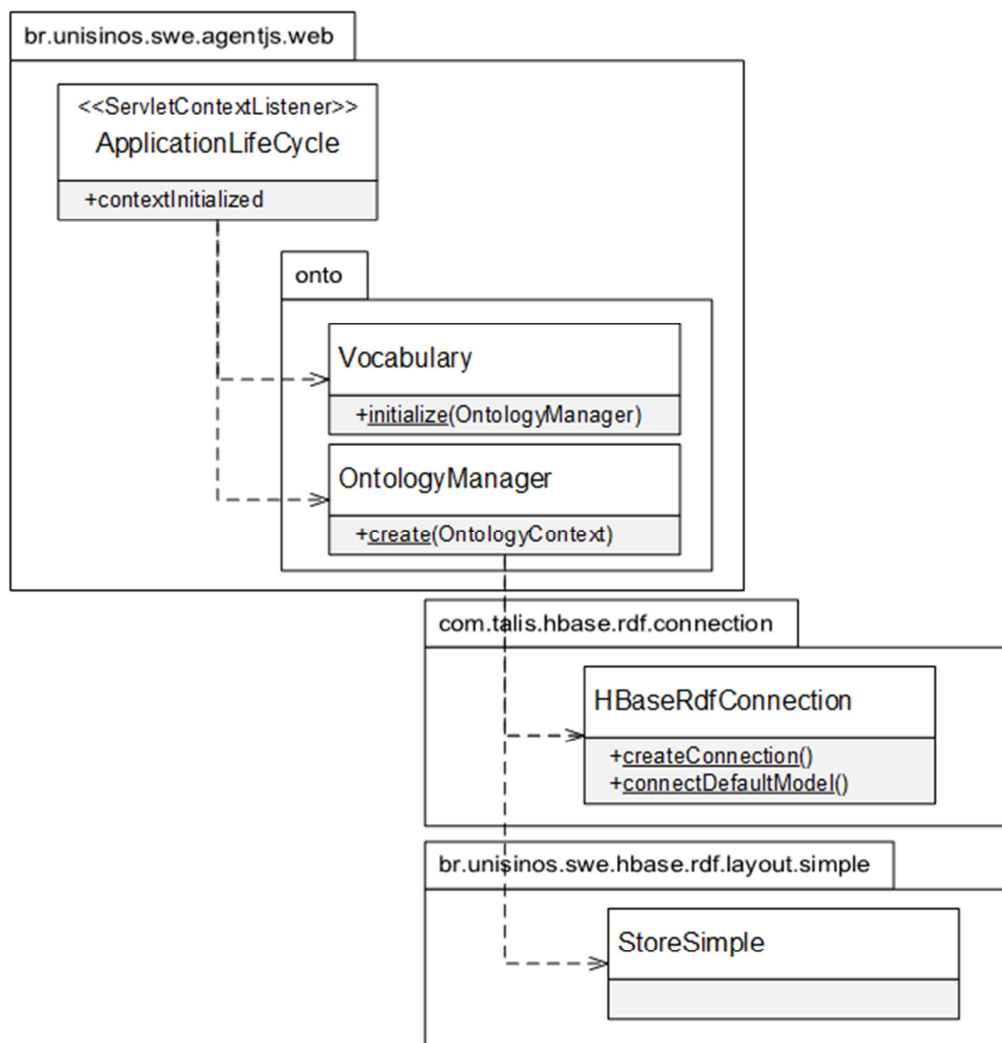 br.unisinos.swe.agentjs.web
<<ServletContextListener>>
ApplicationLifeCycle
+contextInitialized
onto
Vocabulary
+initialize(OntologyManager)
OntologyManager
+create(OntologyContext)
com.talis.hbase.rdf.connection
HBaseRdfConnection
+createConnection()
+connectDefaultModel()
br.unisinos.swe.hbase.rdf.layout.simple
StoreSimple